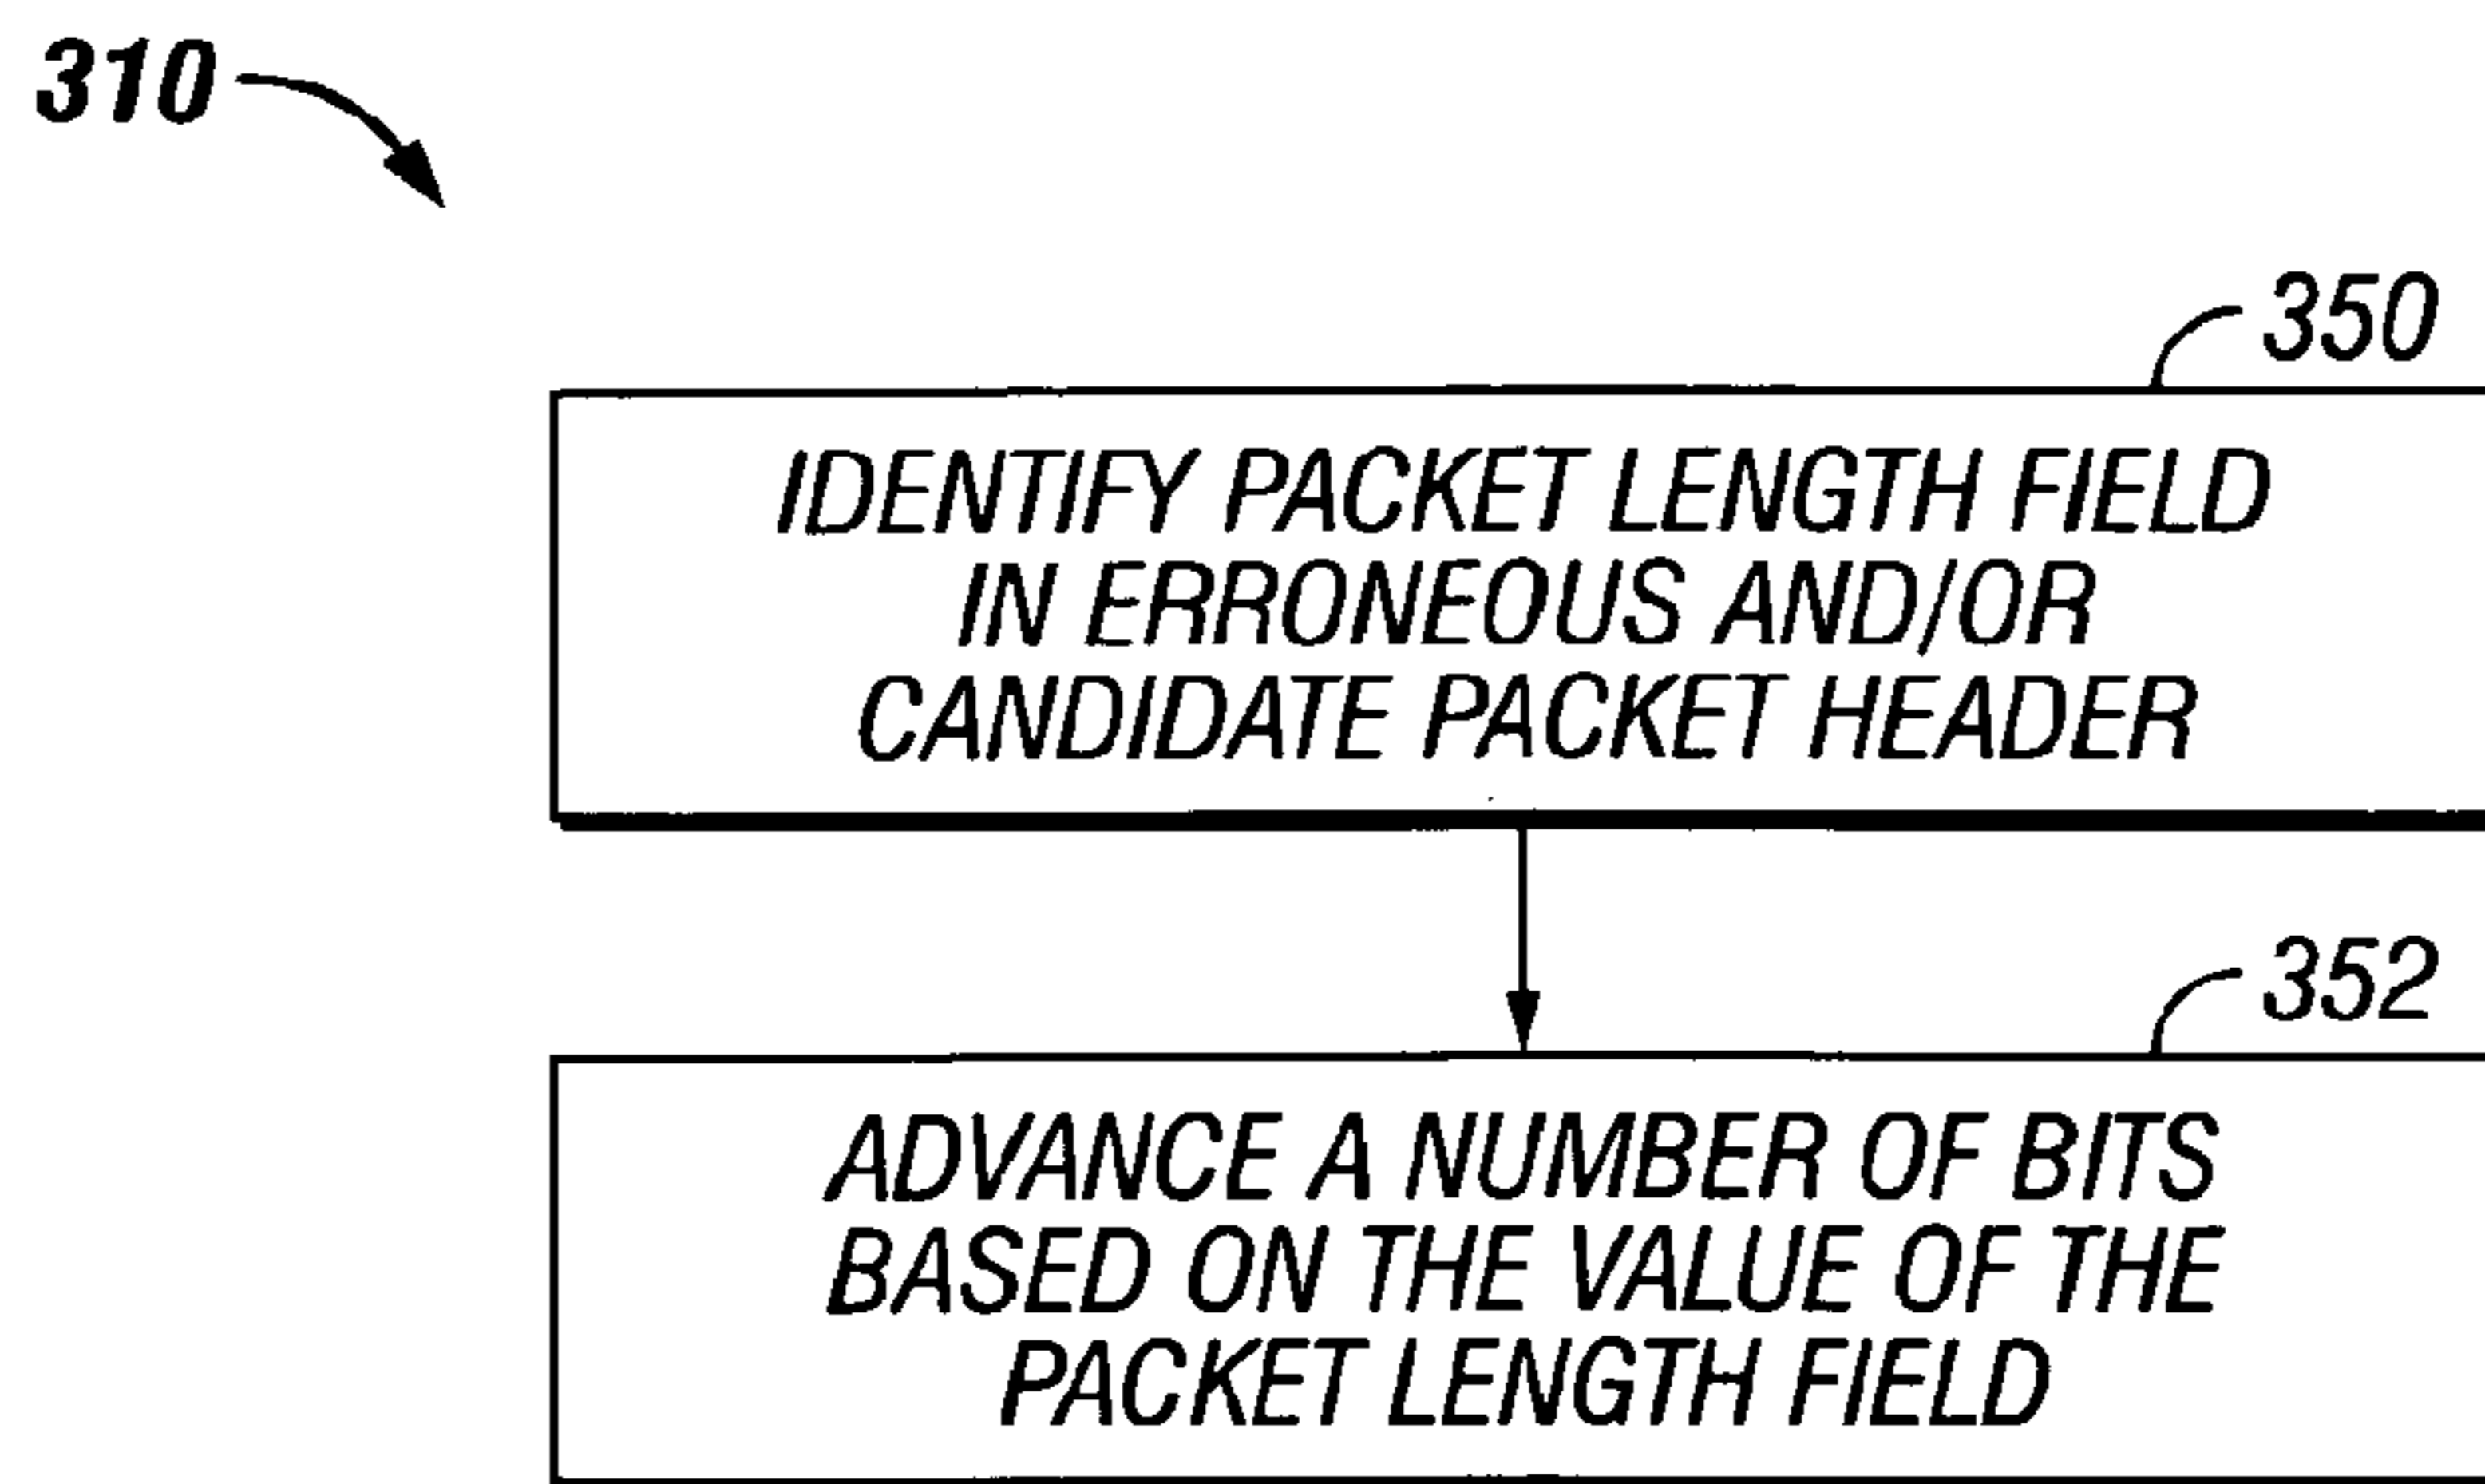 310
350
IDENTIFY PACKET LENGTH FIELD
IN ERRONEOUS AND/OR
CANDIDATE PACKET HEADER
352
ADVANCE A NUMBER OF BITS
BASED ON THE VALUE OF THE
PACKET LENGTH FIELD